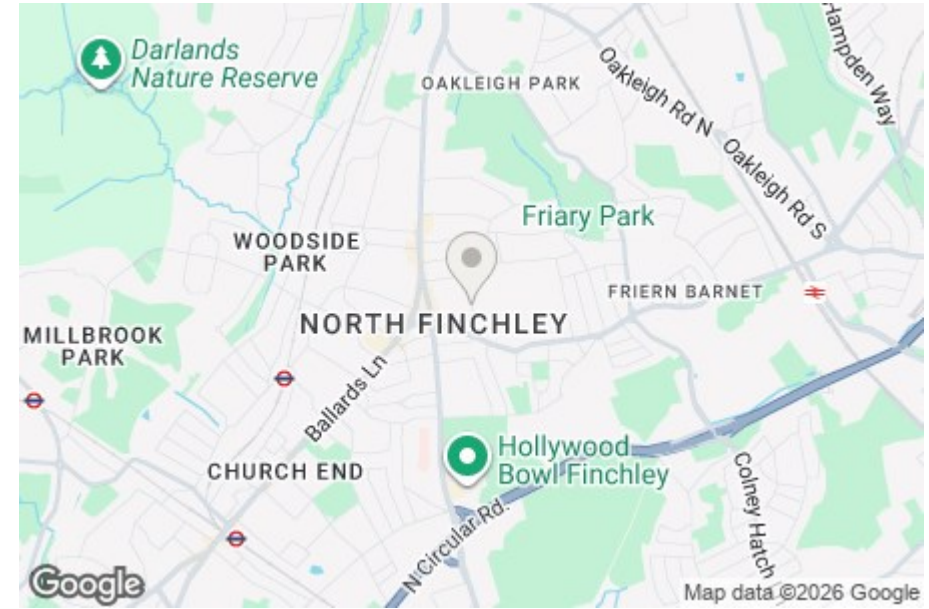 Darlands
Nature Reserve
OAKLEIGH PARK
Hampden Way
Oakleigh Rd N
Oakleigh Rd S
Friary Park
WOODSIDE
PARK
FRIERN BARNET
NORTH FINCHLEY
MILLBROOK
PARK
Ballards Ln
CHURCH END
Hollywood
Bowl Finchley
N Circular Rd.
Colney Hatch
Google
Map data ©2026 Google